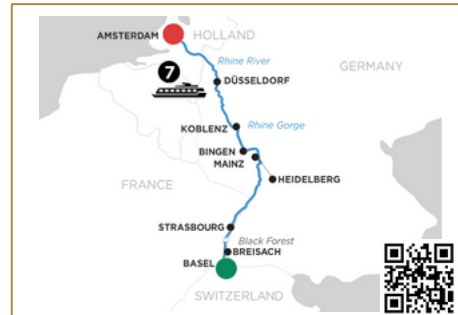 AMSTERDAM
HOLLAND
Rhine River
7
DÜSSELDORF
GERMANY
KOBLENZ
Rhine Gorge
BINGEN
MAINZ
HEIDELBERG
FRANCE
STRASBOURG
Black Forest
BREISACH
BASEL
SWITZERLAND